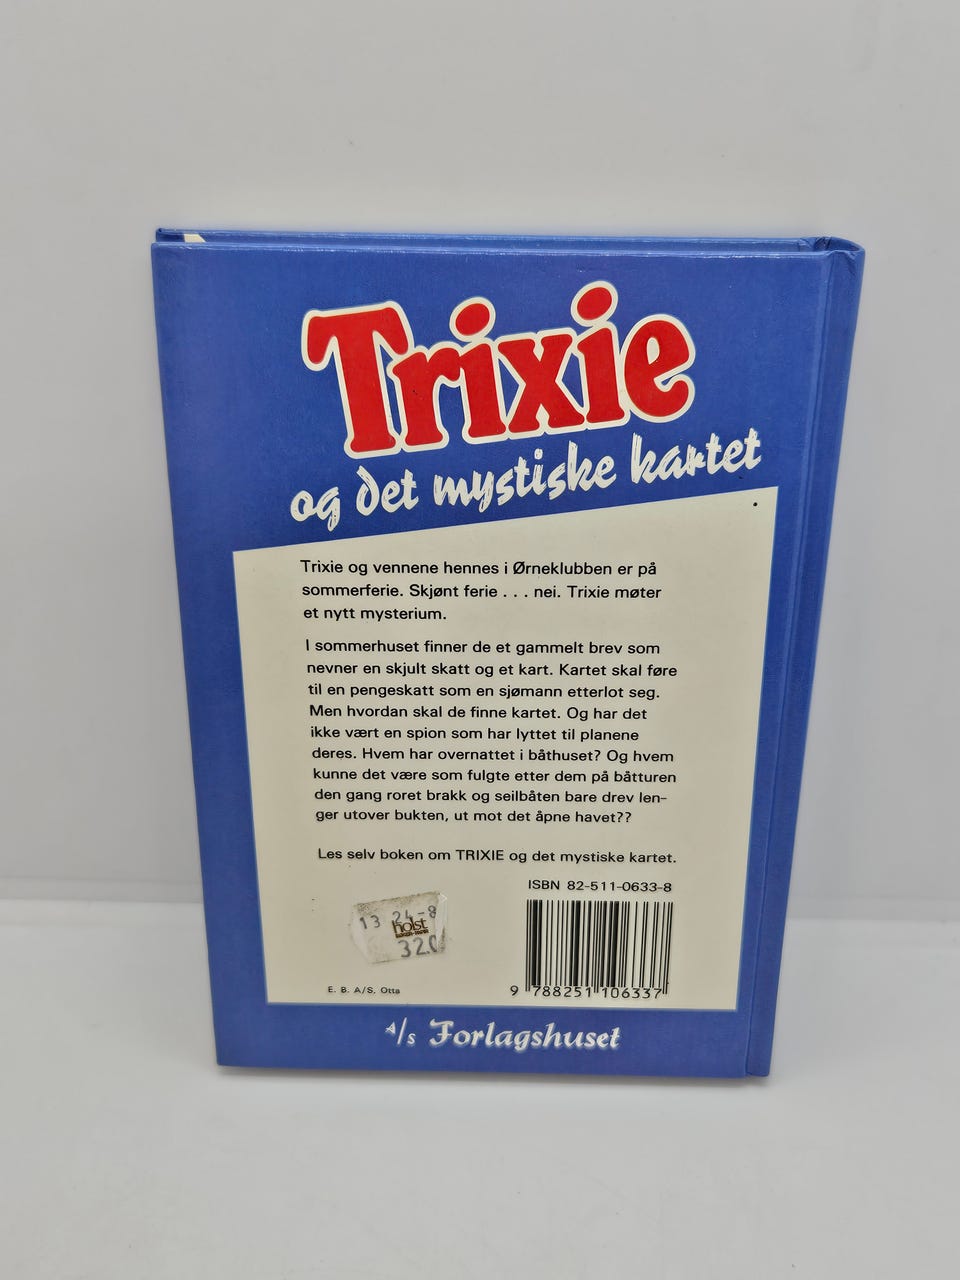 Trixie
og det mystiske kartet
Trixie og vennene hennes i Ørneklubben er på
sommerferie. Skjønt ferie . . . nei. Trixie møter
et nytt mysterium.
I sommerhuset finner de et gammelt brev som
nevner en skjult skatt og et kart. Kartet skal føre
til en pengeskatt som en sjømann etterlot seg.
Men hvordan skal de finne kartet. Og har det
ikke vært en spion som har lyttet til planene
deres. Hvem har overnattet i båthuset? Og hvem
kunne det være som fulgte etter dem på båtturen
den gang roret brakk og seilbåten bare drev len-
ger utover bukten, ut mot det åpne havet??
Les selv boken om TRIXIE og det mystiske kartet.
ISBN 82-511-0633-8
13 24-8
holst
32.0
9 788251 106337
E. B. A/S. Otta
A/s Forlagshuset